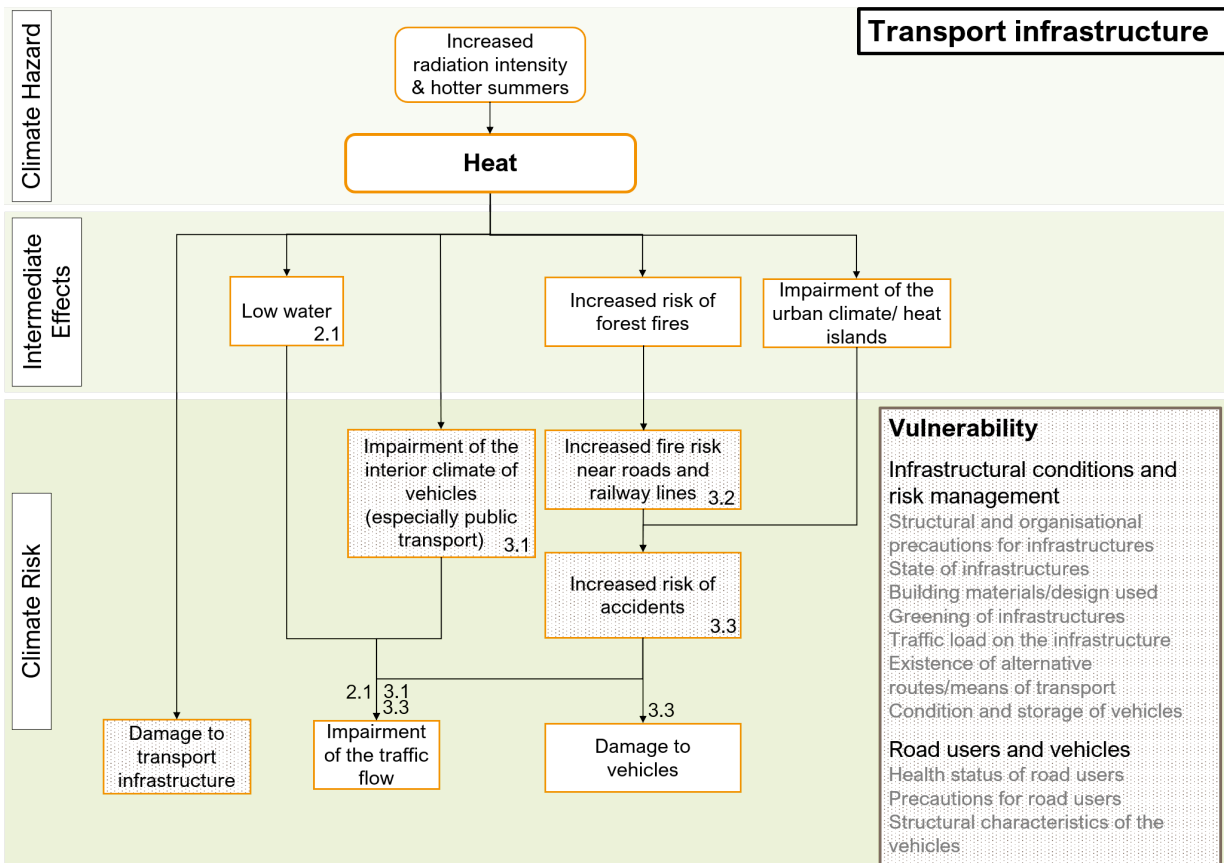 Transport infrastructure
Climate Hazard
Increased
radiation intensity
& hotter summers
Heat
Intermediate
Effects
Low water
2.1
Increased risk of
forest fires
Impairment of the
urban climate/ heat
islands
Climate Risk
Impairment of the
interior climate of
vehicles
(especially public
transport)
3.1
Increased fire risk
near roads and
railway lines
3.2
Increased risk of
accidents
3.3
2.1
3.1
3.3
3.3
Damage to
transport
infrastructure
Impairment
of the traffic
flow
Damage to
vehicles
Vulnerability
Infrastructural conditions and
risk management
Structural and organisational
precautions for infrastructures
State of infrastructures
Building materials/design used
Greening of infrastructures
Traffic load on the infrastructure
Existence of alternative
routes/means of transport
Condition and storage of vehicles
Road users and vehicles
Health status of road users
Precautions for road users
Structural characteristics of the
vehicles